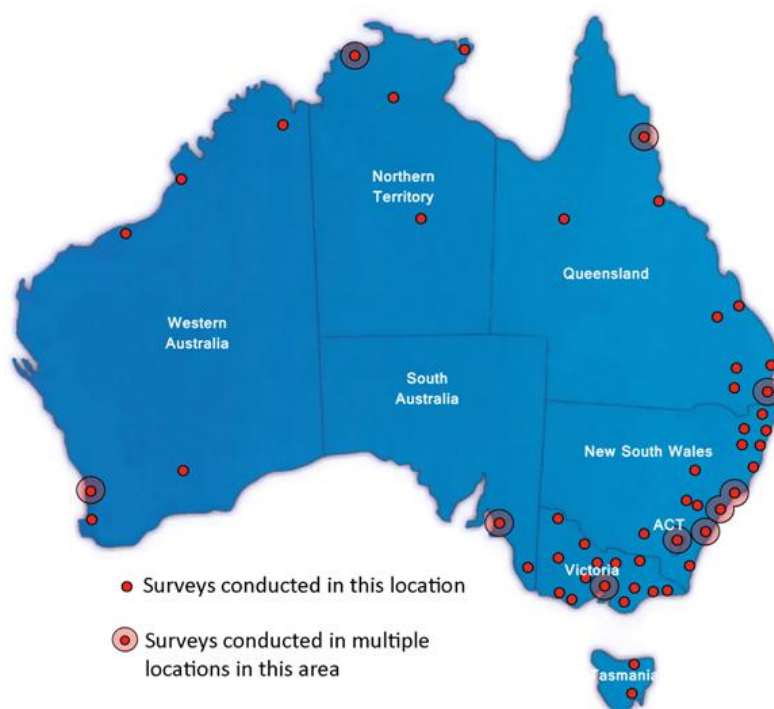 Northern
Territory
Queensland
Western
Australia
South
Australia
New South Wales
ACT
Victoria
Surveys conducted in this location
Surveys conducted in multiple
locations in this area
Tasmania